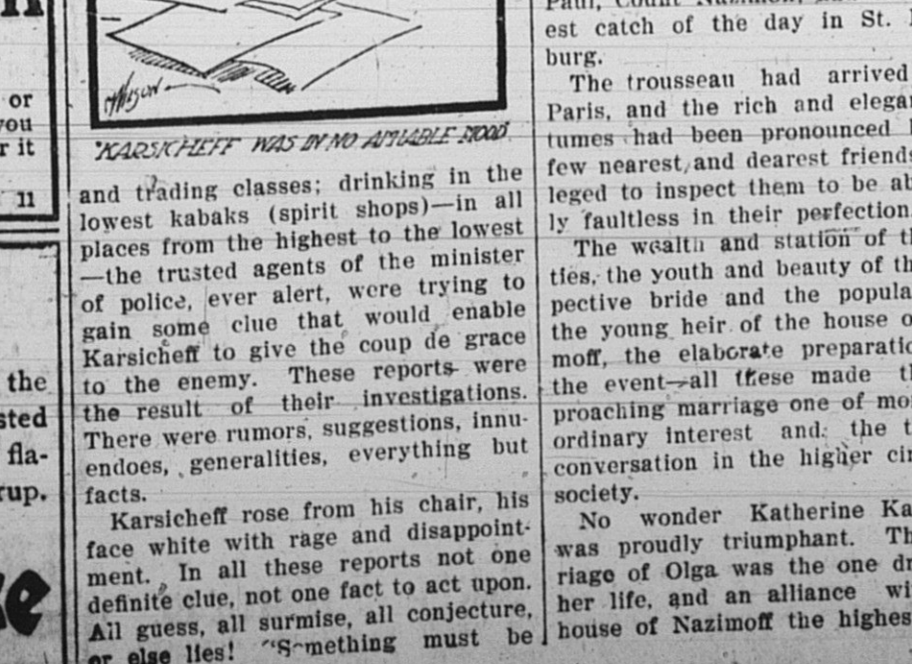 or
you
r it
11
the
sted
fla-
rup.
WILSON
"KARSICHEFF WAS IN NO AMIABLE MOOD
and trading classes; drinking in the
lowest kabaks (spirit shops)—in all
places from the highest to the lowest
—the trusted agents of the minister
of police, ever alert, were trying to
gain some clue that would enable
Karsicheff to give the coup de grace
to the enemy. These reports were
the result of their investigations.
There were rumors, suggestions, innu-
endoes, generalities, everything but
facts.
Karsicheff rose from his chair, his
face white with rage and disappoint-
ment. In all these reports not one
definite clue, not one fact to act upon.
All guess, all surmise, all conjecture,
or else lies! "Something must be
est catch of the day in St.
burg.
The trousseau had arrived
Paris, and the rich and elegan
tumes had been pronounced
few nearest and dearest friends
leged to inspect them to be ab
ly faultless in their perfection
The wealth and station of t
ties, the youth and beauty of th
pective bride and the popula
the young heir of the house o
moff, the elaborate preparatio
the event—all these made t
proaching marriage one of mo
ordinary interest and the t
conversation in the higher cir
society.
No wonder Katherine Ka
was proudly triumphant. Th
riage of Olga was the one dr
her life, and an alliance wi
house of Nazimoff the highes